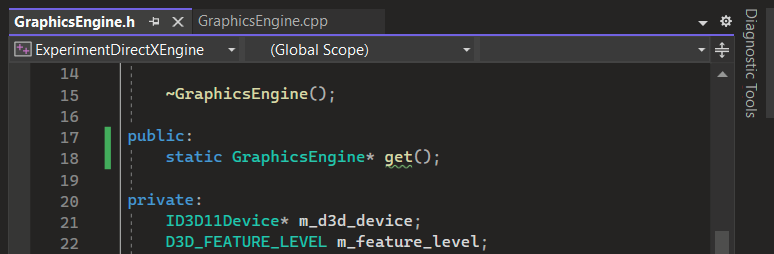 GraphicsEngine.h GraphicsEngine.cpp
ExperimentDirectXEngine (Global Scope)
14
15 ~GraphicsEngine();
16
17 public:
18 static GraphicsEngine* get();
19
20 private:
21 ID3D11Device* m_d3d_device;
22 D3D_FEATURE_LEVEL m_feature_level;
Diagnostic Tools